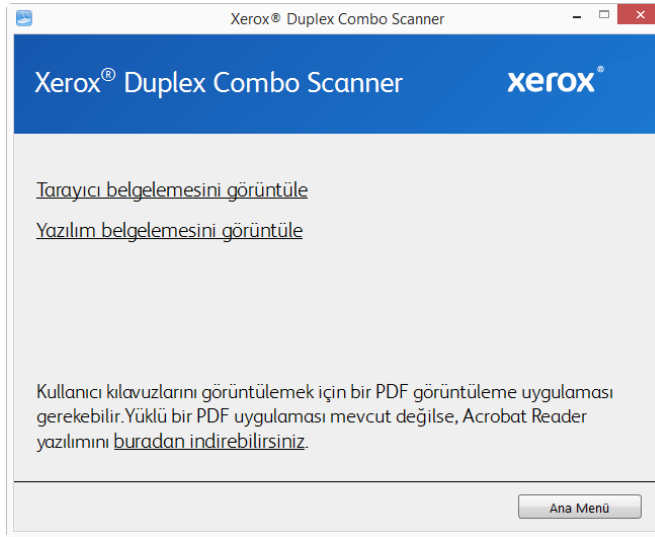 Xerox® Duplex Combo Scanner
Xerox® Duplex Combo Scanner
xerox®
Tarayıcı belgelemesini görüntüle
Yazılım belgelemesini görüntüle
Kullanıcı kılavuzlarını görüntülemek için bir PDF görüntüleme uygulaması
gerekebilir.Yüklü bir PDF uygulaması mevcut değilse, Acrobat Reader
yazılımını buradan indirebilirsiniz.
Ana Menü